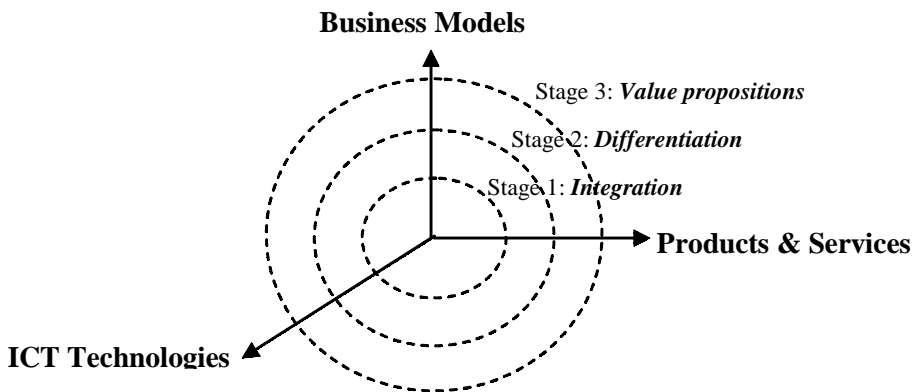 Business Models
Stage 3: Value propositions
Stage 2: Differentiation
Stage 1: Integration
Products & Services
ICT Technologies